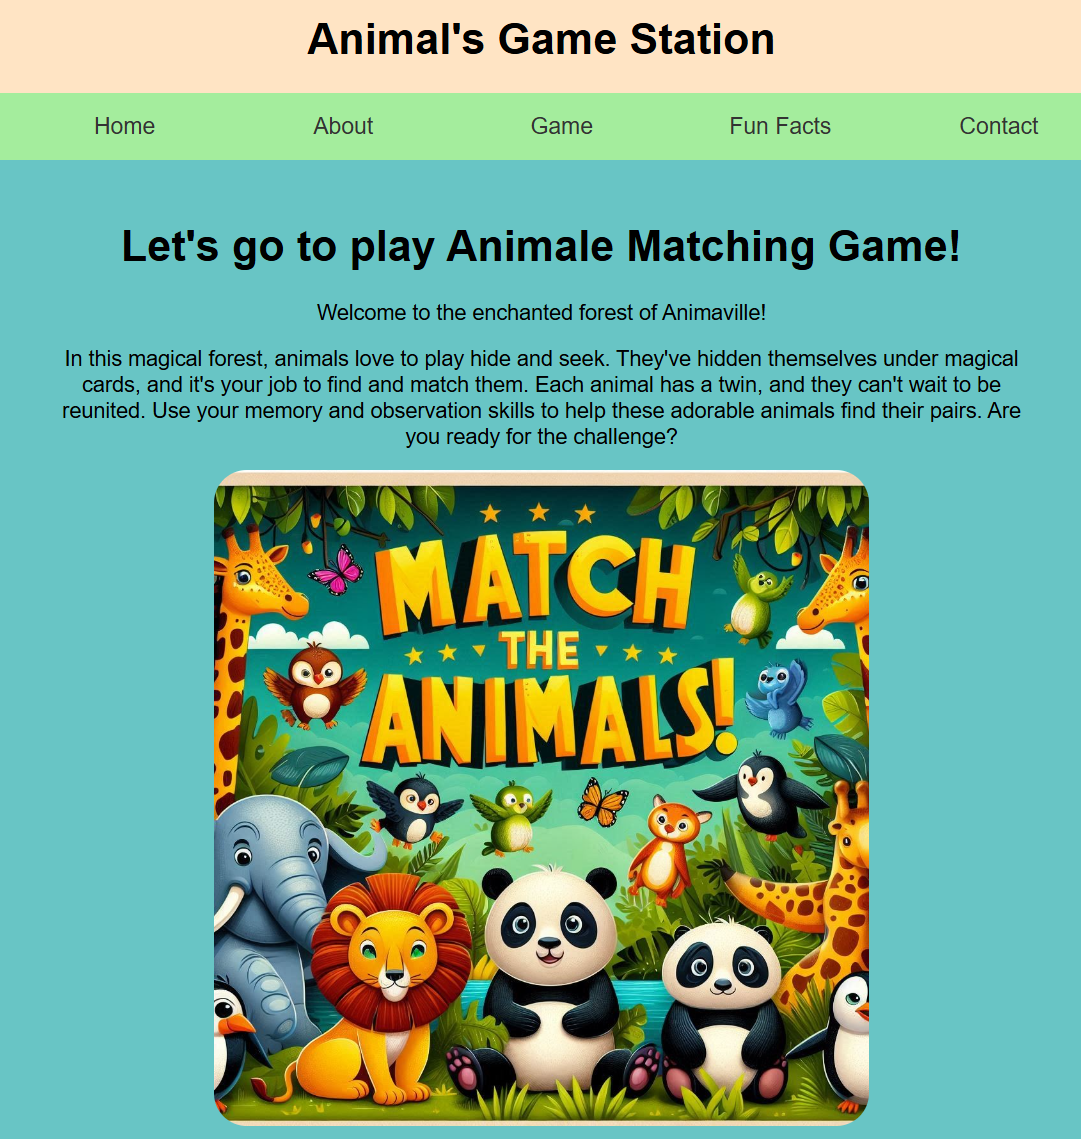 Animal's Game Station
Home About Game Fun Facts Contact
Let's go to play Animale Matching Game!
Welcome to the enchanted forest of Animaville!
In this magical forest, animals love to play hide and seek. They've hidden themselves under magical
cards, and it's your job to find and match them. Each animal has a twin, and they can't wait to be
reunited. Use your memory and observation skills to help these adorable animals find their pairs. Are
you ready for the challenge?
MATCH
THE
ANIMALS!